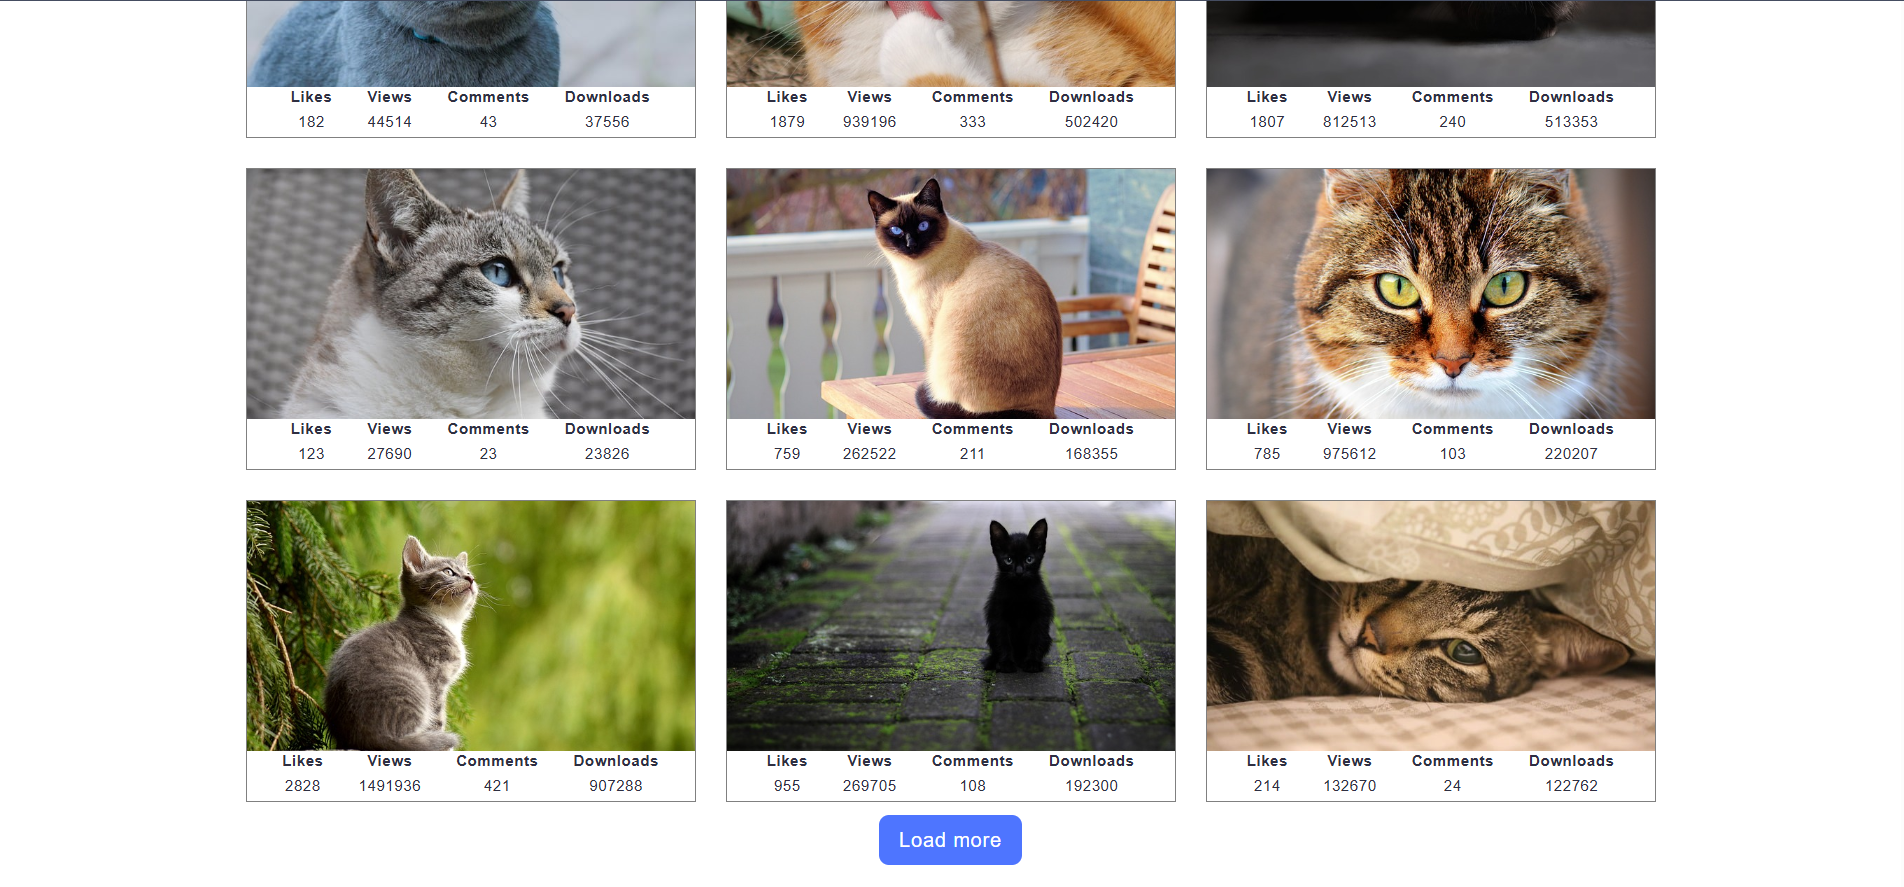 Likes Views Comments Downloads
182 44514 43 37556
Likes Views Comments Downloads
1879 939196 333 502420
Likes Views Comments Downloads
1807 812513 240 513353
Likes Views Comments Downloads
123 27690 23 23826
Likes Views Comments Downloads
759 262522 211 168355
Likes Views Comments Downloads
785 975612 103 220207
Likes Views Comments Downloads
2828 1491936 421 907288
Likes Views Comments Downloads
955 269705 108 192300
Likes Views Comments Downloads
214 132670 24 122762
Load more